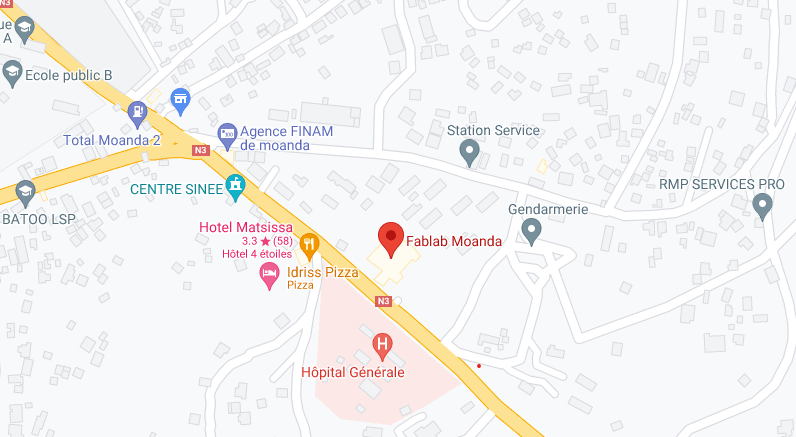 N3
ue
A
Ecole public B
Total Moanda 2
Agence FINAM
de moanda
Station Service
N3
CENTRE SINEE
RMP SERVICES PRO
BATOO LSP
Gendarmerie
Hotel Matsissa
3.3 ★ (58)
Hôtel 4 étoiles
Fablab Moanda
Idriss Pizza
Pizza
N3
H
Hôpital Générale